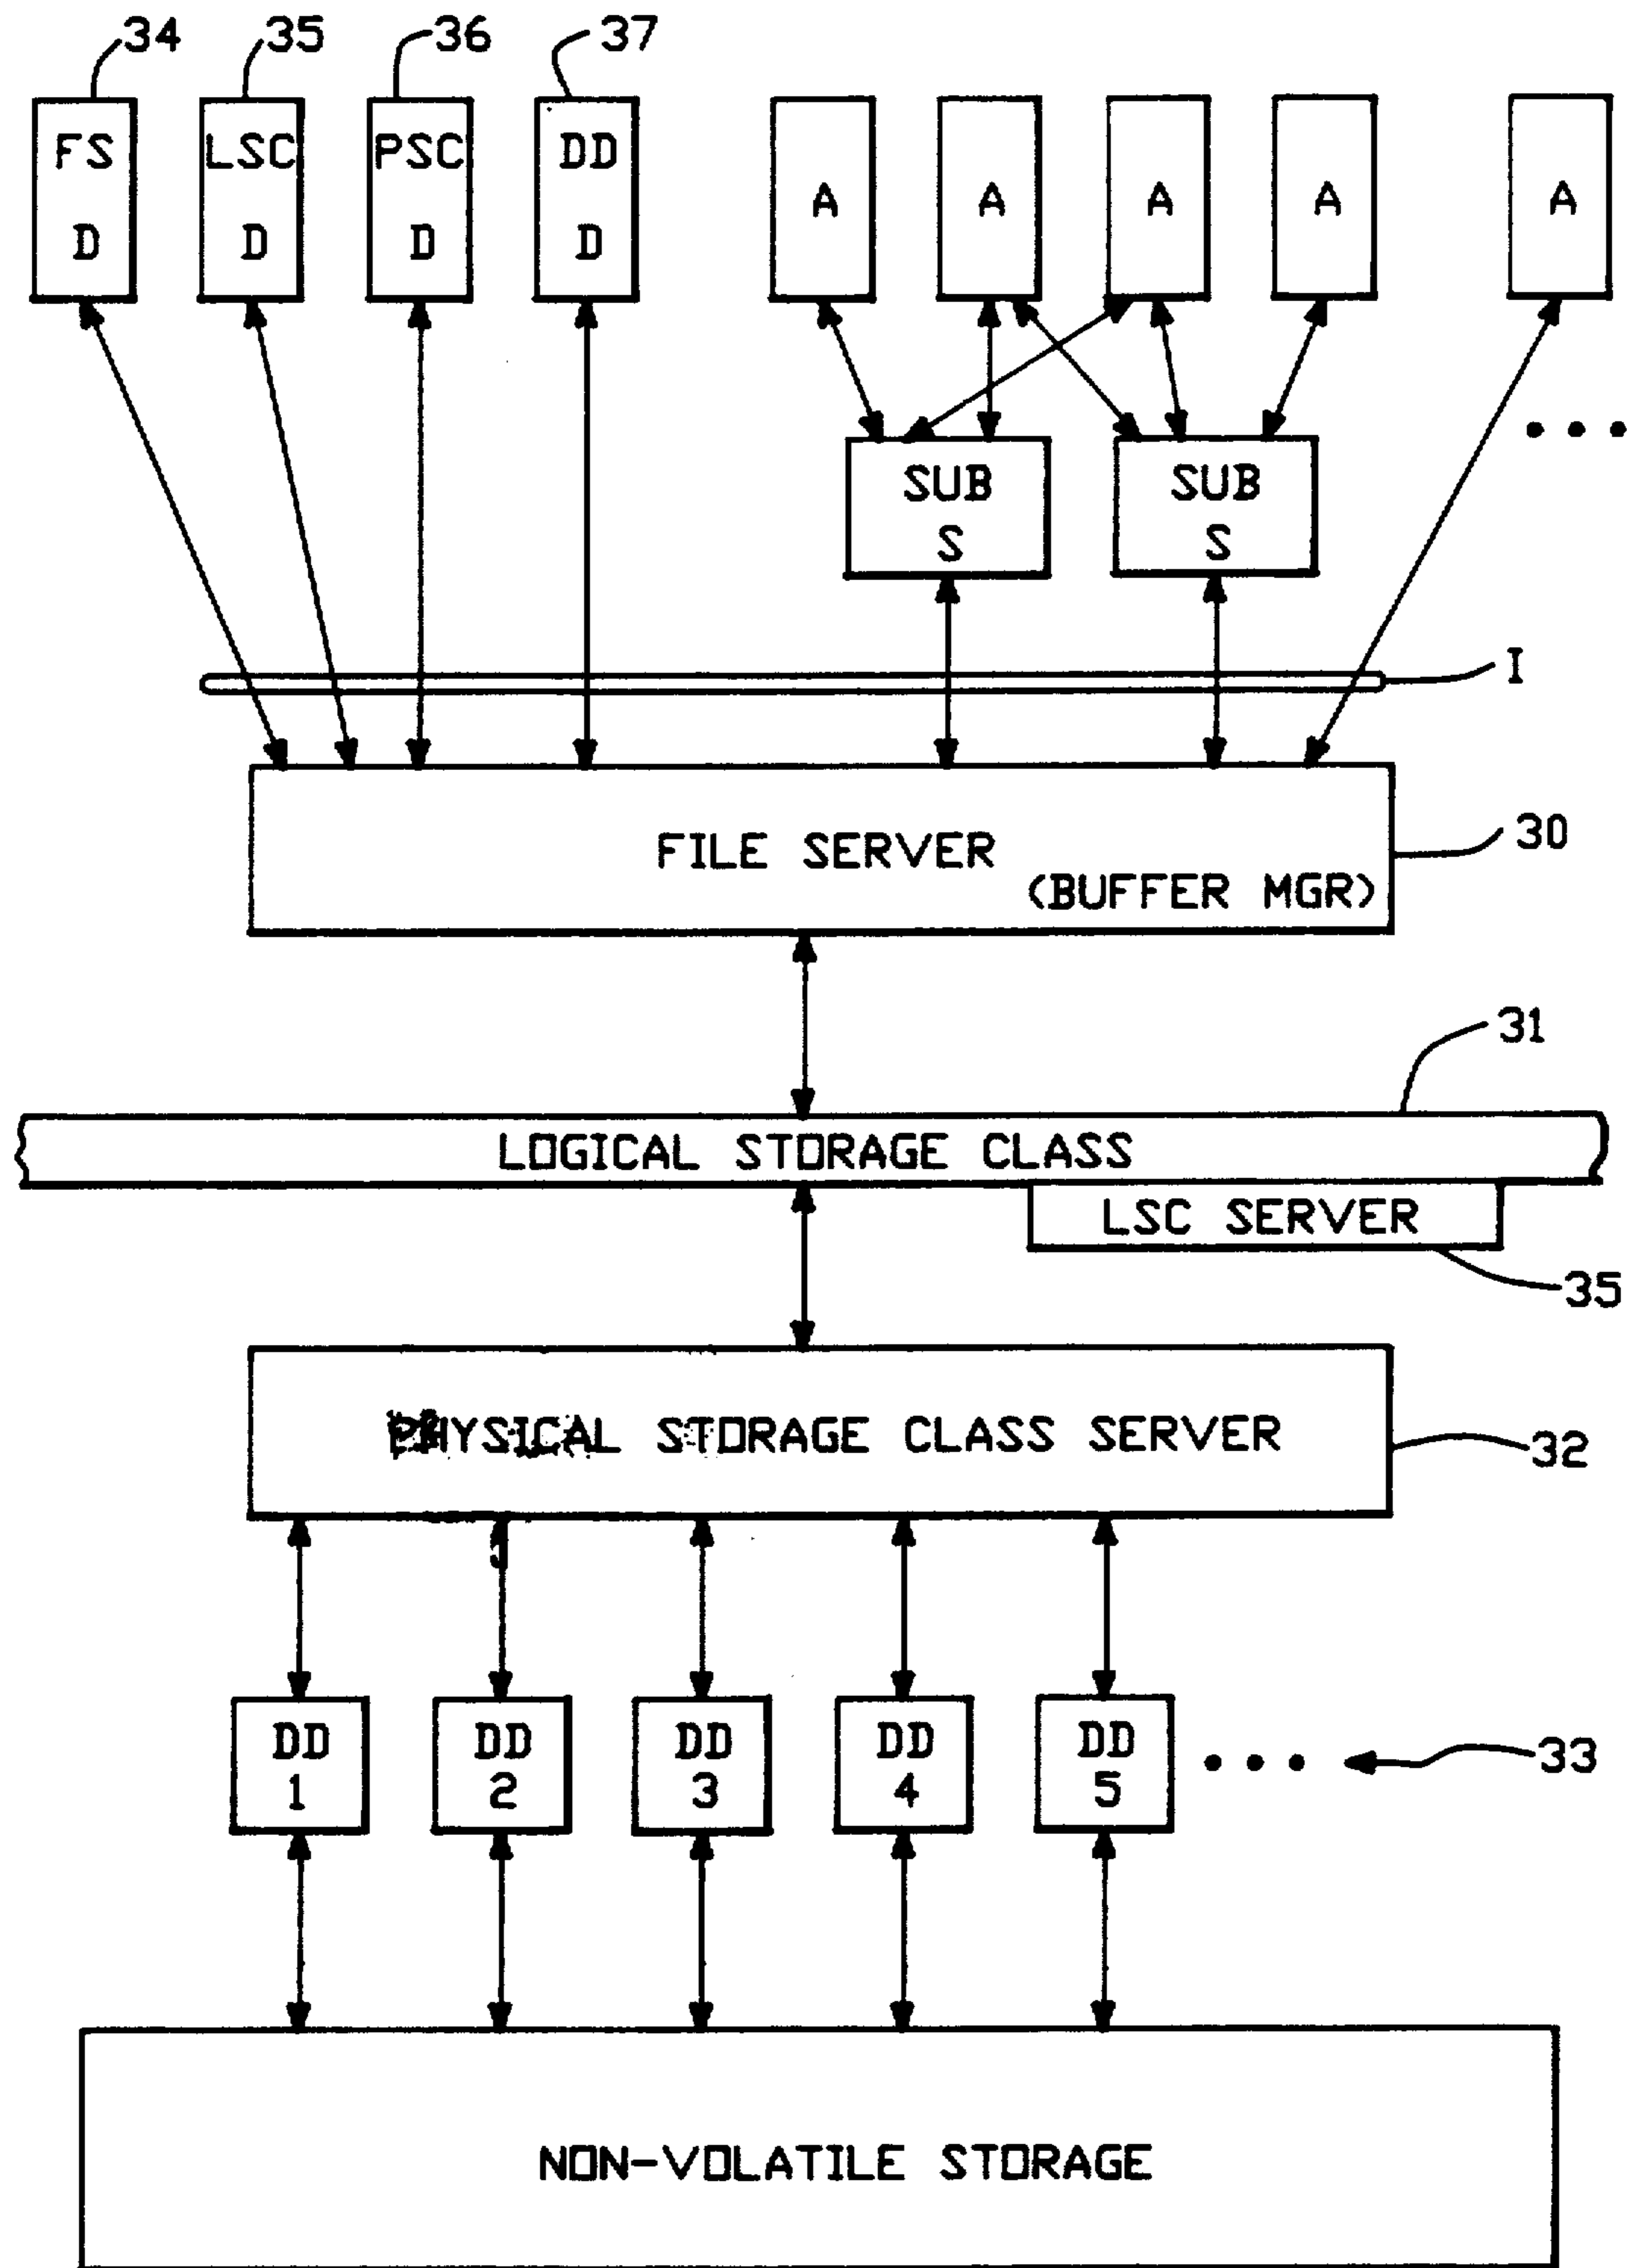 34 35 36 37
FS LSC PSC DD
D D D D
A A A A A
SUB SUB
S S
I
FILE SERVER
30
(BUFFER MGR)
31
LOGICAL STORAGE CLASS
LSC SERVER
35
PHYSICAL STORAGE CLASS SERVER
32
DD DD DD DD DD
1 2 3 4 5
33
NON-VOLATILE STORAGE